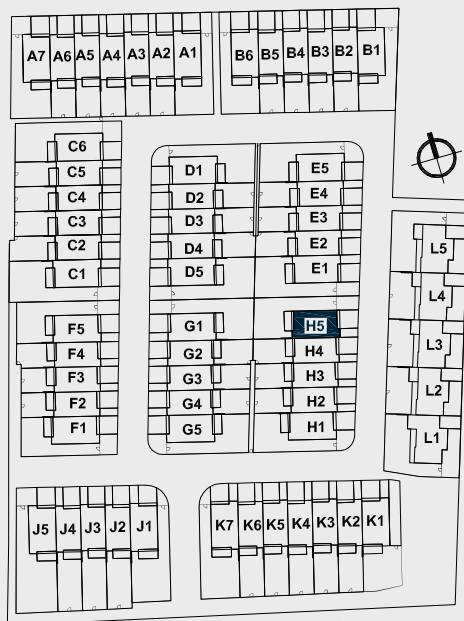 A7 A6 A5 A4 A3 A2 A1
B6 B5 B4 B3 B2 B1
C6
C5
C4
C3
C2
C1
D1
D2
D3
D4
D5
E5
E4
E3
E2
E1
F5
F4
F3
F2
F1
G1
G2
G3
G4
G5
H5
H4
H3
H2
H1
L5
L4
L3
L2
L1
J5 J4 J3 J2 J1
K7 K6 K5 K4 K3 K2 K1